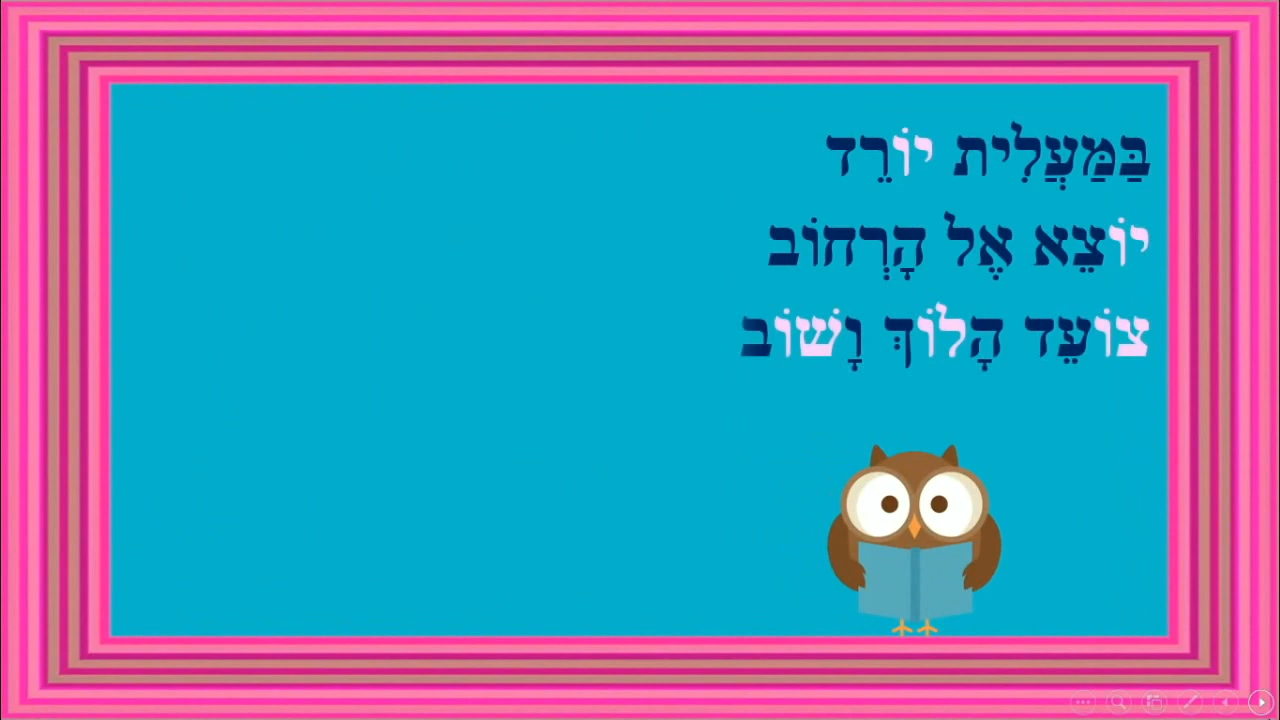 בַּמַּעֲלִית יוֹרֵד
יוֹצֵא אֶל הָרְחוֹב
צוֹעֵד הָלוֹךְ וָשׁוֹב